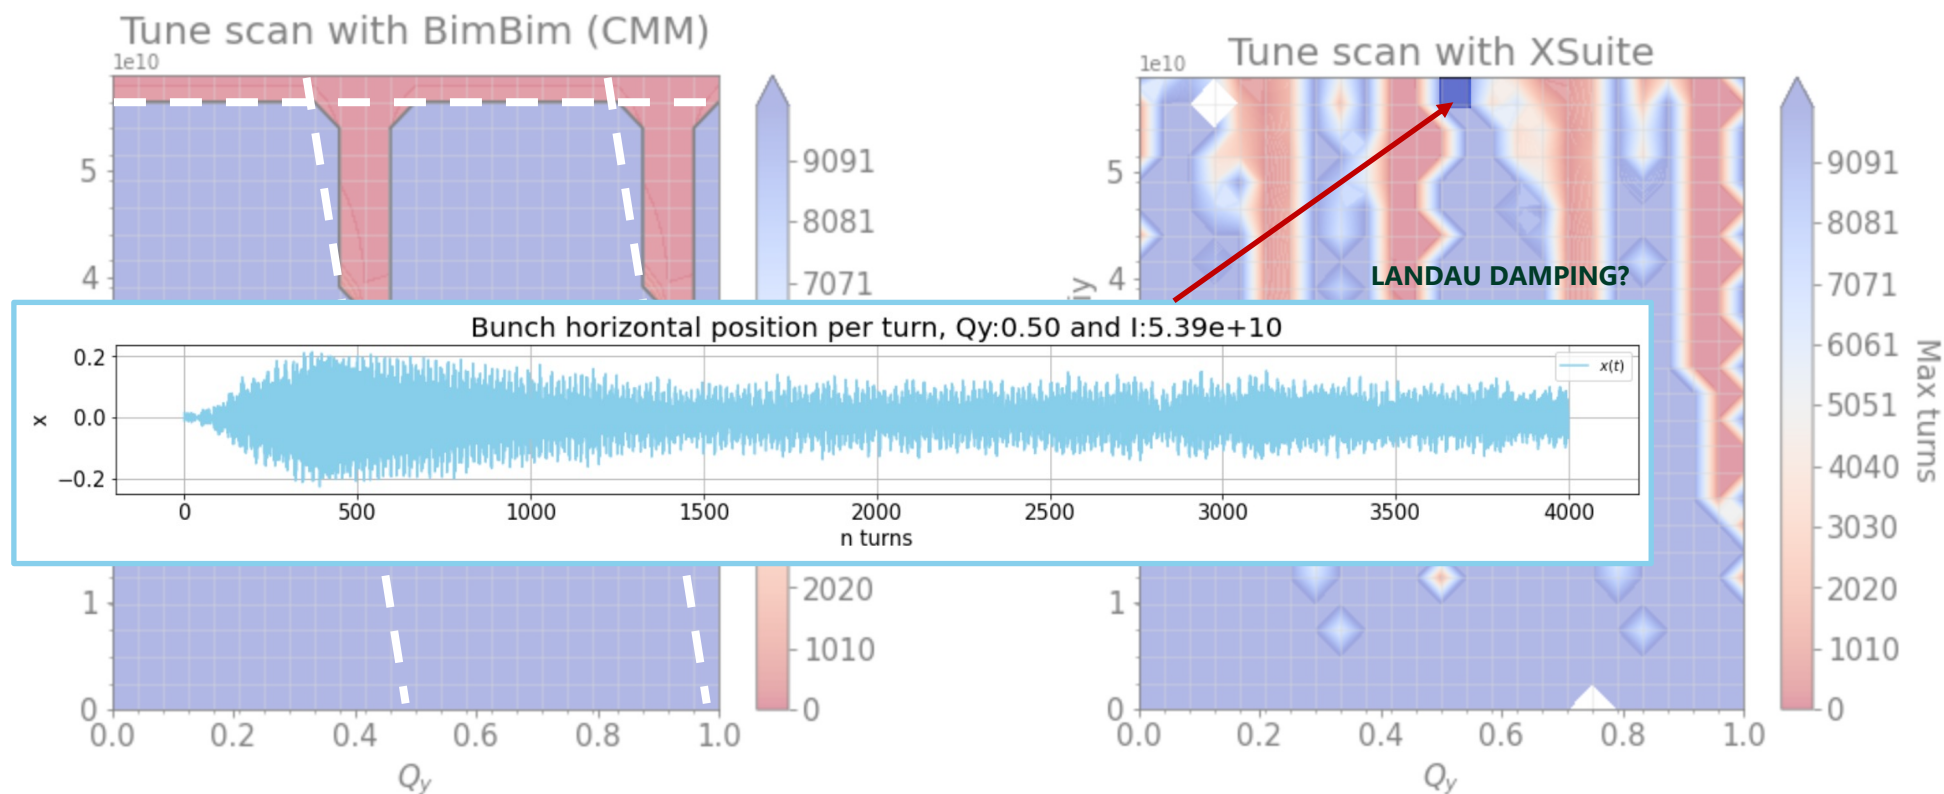 Tune scan with BimBim (CMM)
1e10
5
4
1
0
0.0 0.2 0.4 0.6 0.8 1.0
Qy
9091
8081
7071
2020
1010
0
Tune scan with XSuite
1e10
5
4
1
0
0.0 0.2 0.4 0.6 0.8 1.0
Qy
LANDAU DAMPING?
9091
8081
7071
6061
5051
4040
3030
2020
1010
0
Max turns
Bunch horizontal position per turn, Qy:0.50 and I:5.39e+10
x(t)
x
0.2
0.0
−0.2
0 500 1000 1500 2000 2500 3000 3500 4000
n turns